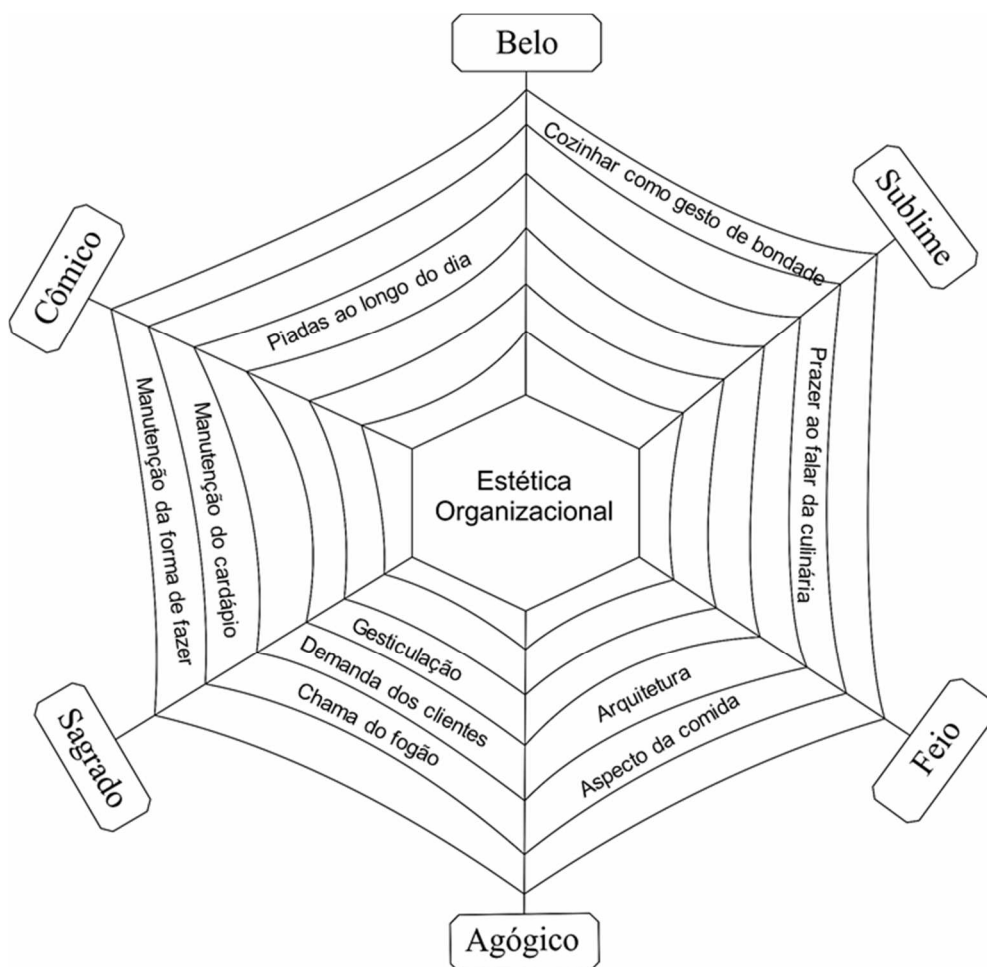 Belo
Sublime
Cômico
Cozinhar como gesto de bondade
Piadas ao longo do dia
Prazer ao falar da culinária
Manutenção da forma de fazer
Manutenção do cardápio
Estética
Organizacional
Gesticulação
Demanda dos clientes
Chama do fogão
Arquitetura
Aspecto da comida
Sagrado
Feio
Agógico